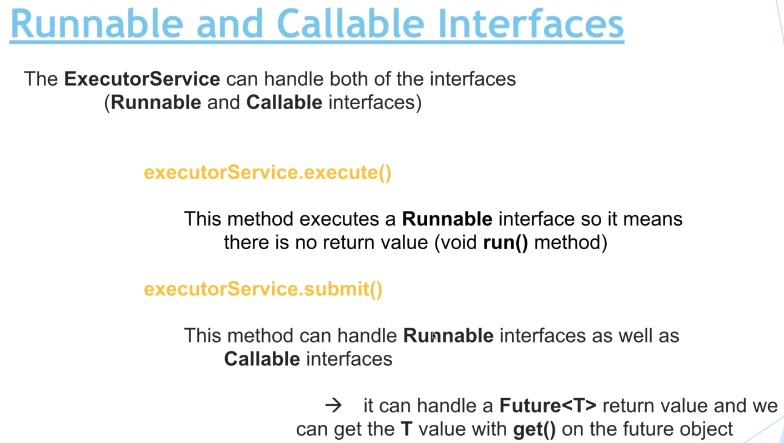 Runnable and Callable Interfaces
The ExecutorService can handle both of the interfaces
(Runnable and Callable interfaces)
executorService.execute()
This method executes a Runnable interface so it means
there is no return value (void run() method)
executorService.submit()
This method can handle Runnable interfaces as well as
Callable interfaces
→ it can handle a Future<T> return value and we
can get the T value with get() on the future object